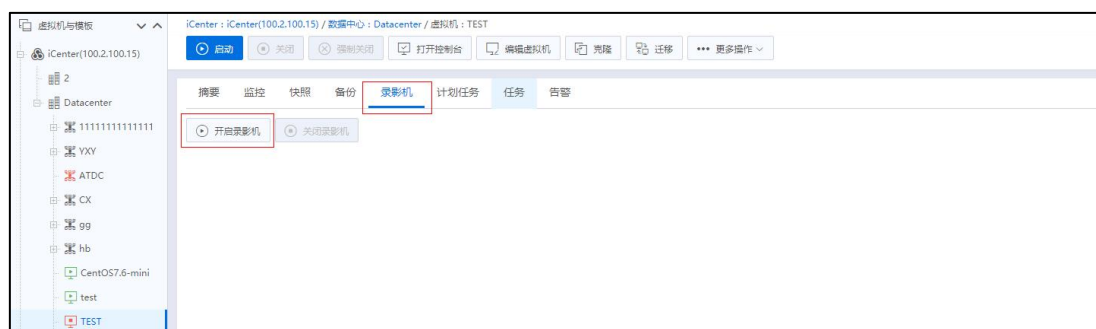 虚拟机与模板
iCenter(100.2.100.15)
2
Datacenter
11111111111111
YXY
ATDC
CX
gg
hb
CentOS7.6-mini
test
TEST
iCenter : iCenter(100.2.100.15) / 数据中心 : Datacenter / 虚拟机 : TEST
启动 关闭 强制关闭 打开控制台 编辑虚拟机 克隆 迁移 ••• 更多操作
摘要 监控 快照 备份 录影机 计划任务 任务 告警
开启录影机 关闭录影机